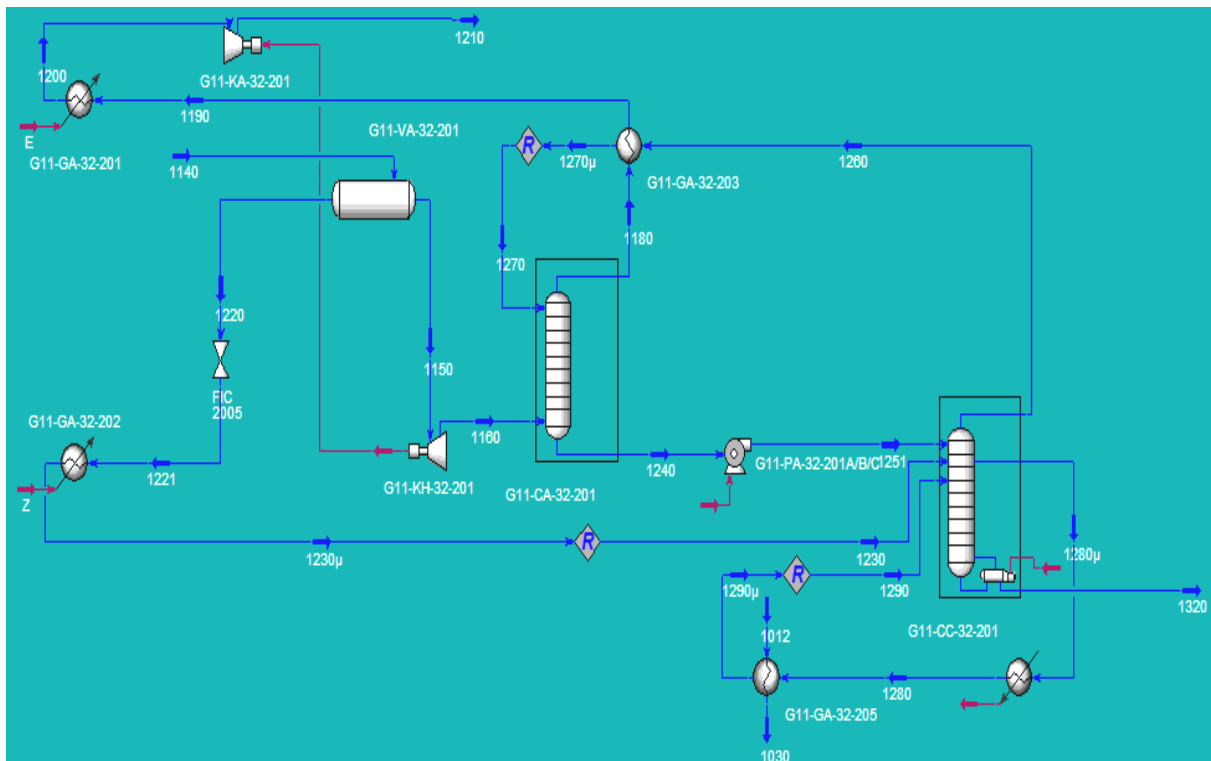 1210
1200
G11-KA-32-201
1190
E
G11-GA-32-201
G11-VA-32-201
1140
R
1270µ
1260
G11-GA-32-203
1180
1270
1220
1150
FIC
2005
G11-GA-32-202
1160
1240
G11-PA-32-201A/B/C
1251
1221
G11-KH-32-201
G11-CA-32-201
Z
R
1230µ
1230
1280µ
R
1290µ
1290
1320
G11-CC-32-201
1012
1280
G11-GA-32-205
1030